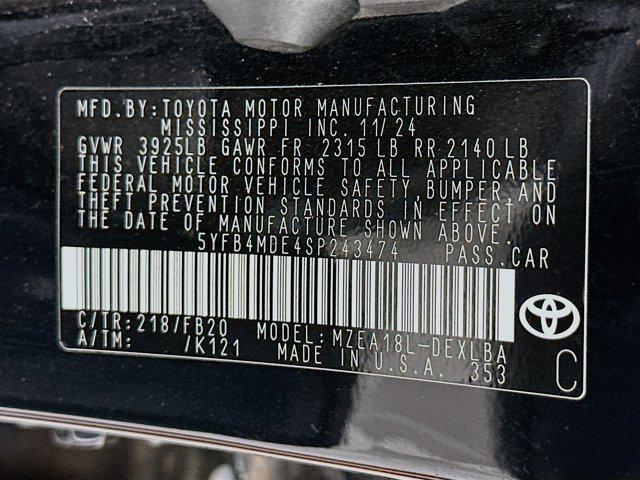 MFD.BY:TOYOTA MOTOR MANUFACTURING
MISSISSIPPI INC. 11/24
GVWR 3925LB GAWR FR 2315 LB RR 2140 LB
THIS VEHICLE CONFORMS TO ALL APPLICABLE
FEDERAL MOTOR VEHICLE SAFETY, BUMPER, AND
THEFT PREVENTION STANDARDS IN EFFECT ON
THE DATE OF MANUFACTURE SHOWN ABOVE.
5YFB4MDE4SP243474 PASS.CAR
C/TR:218/FB20 MODEL:MZEA18L-DEXLBA
A/TM: /K121 MADE IN U.S.A. 353
C